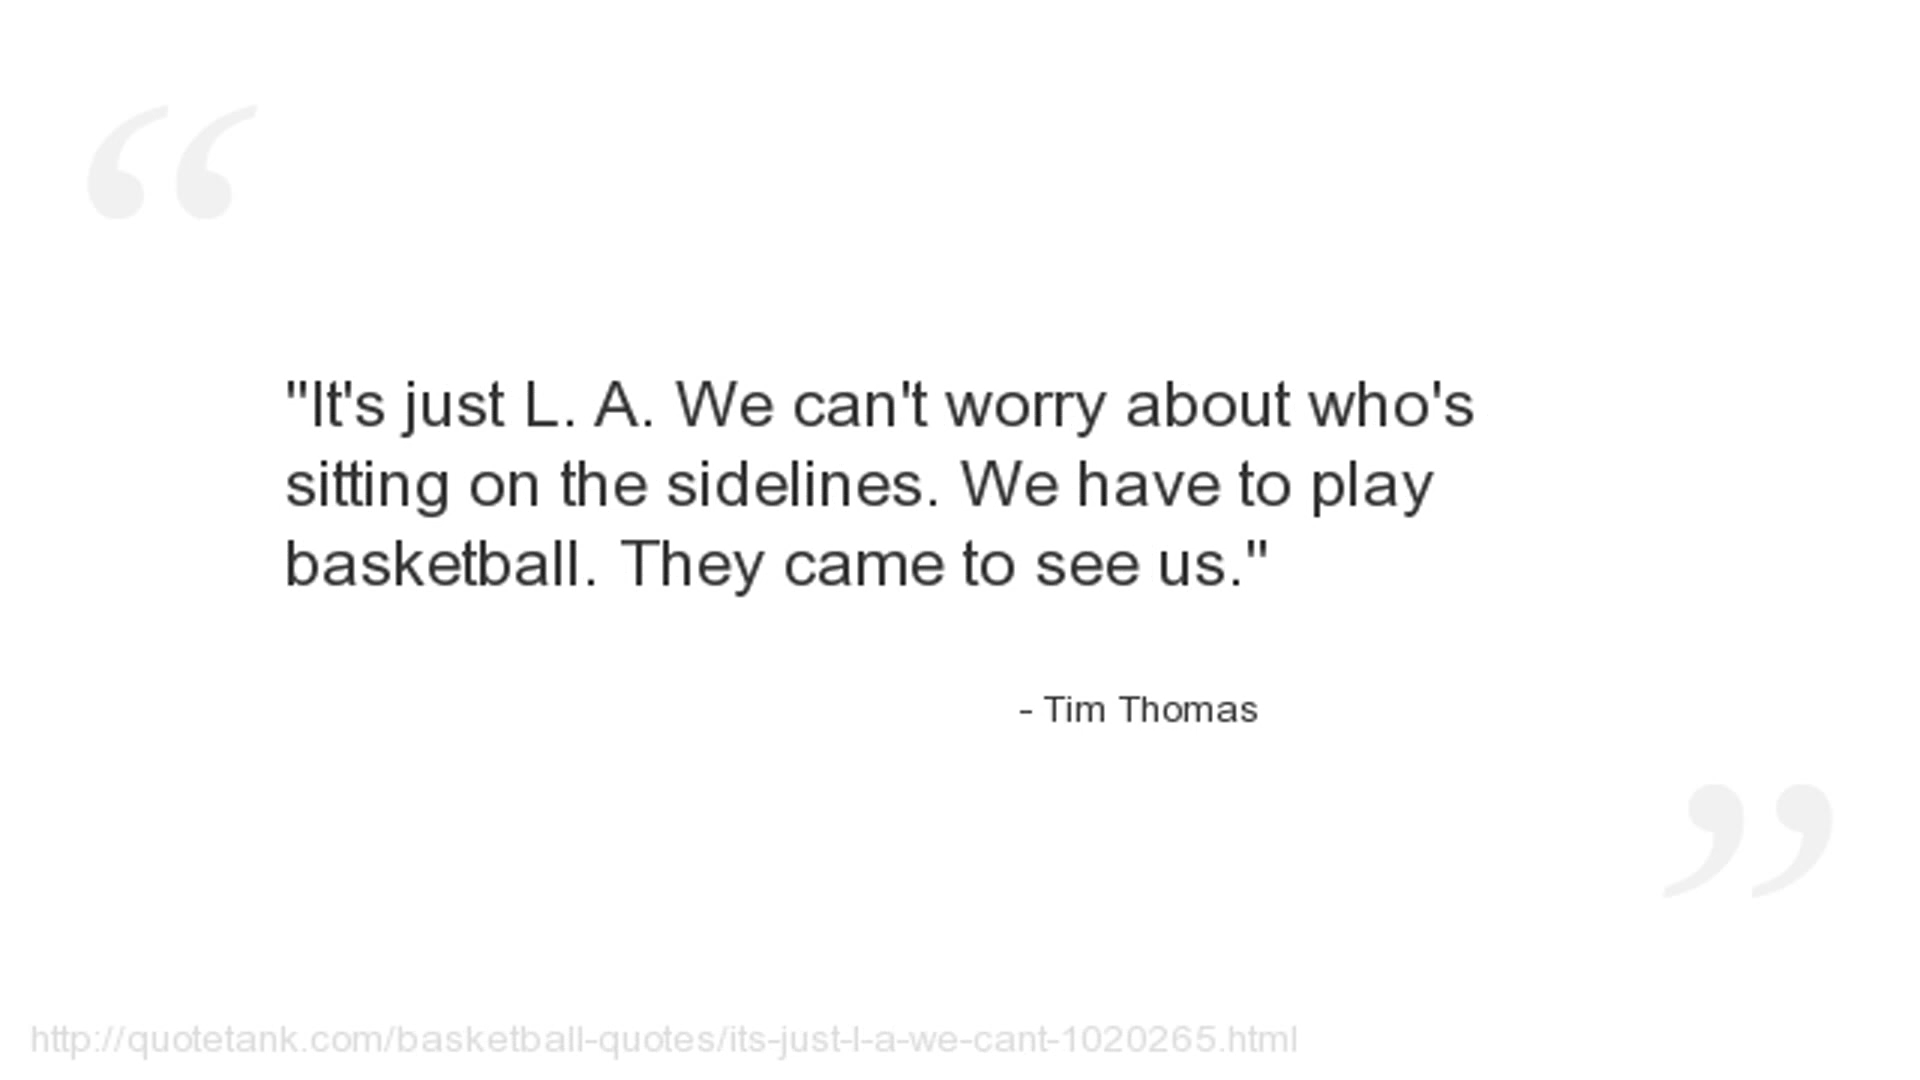 "It's just L. A. We can't worry about who's
sitting on the sidelines. We have to play
basketball. They came to see us."
- Tim Thomas
http://quotetank.com/basketball-quotes/its-just-l-a-we-cant-1020265.html